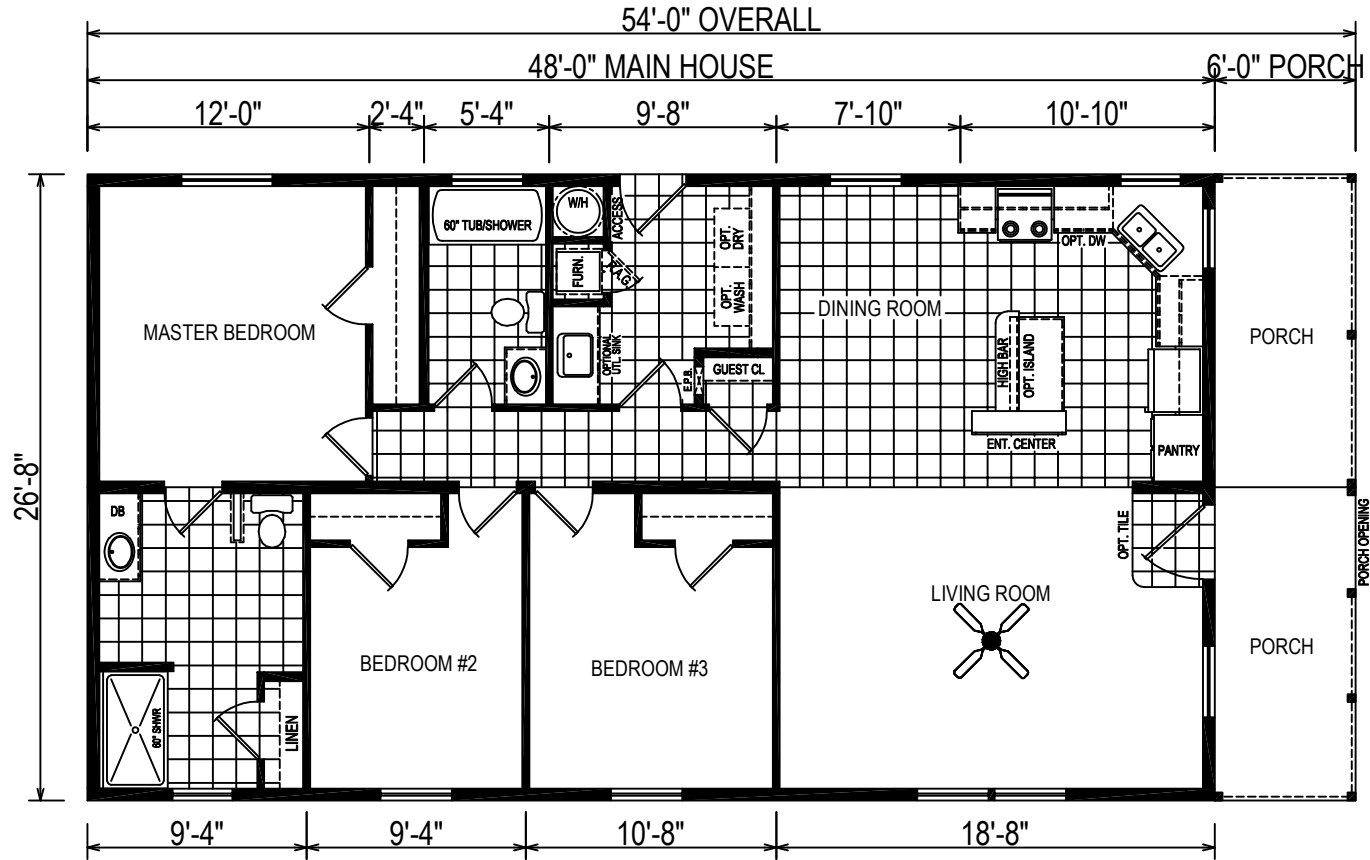 54'-0" OVERALL
48'-0" MAIN HOUSE
6'-0" PORCH
12'-0"
2'-4"
5'-4"
9'-8"
7'-10"
10'-10"
26'-8"
MASTER BEDROOM
60" TUB/SHOWER
W/H
ACCESS
FURN.
OPT.
DRY
OPT.
WASH
OPTIONAL
UTL. SINK
E.P.B.
GUEST CL
DINING ROOM
OPT. DW
HIGH BAR
OPT. ISLAND
ENT. CENTER
PANTRY
PORCH
DB
60" SHWR
LINEN
BEDROOM #2
BEDROOM #3
LIVING ROOM
OPT. TILE
PORCH
PORCH OPENING
9'-4"
9'-4"
10'-8"
18'-8"